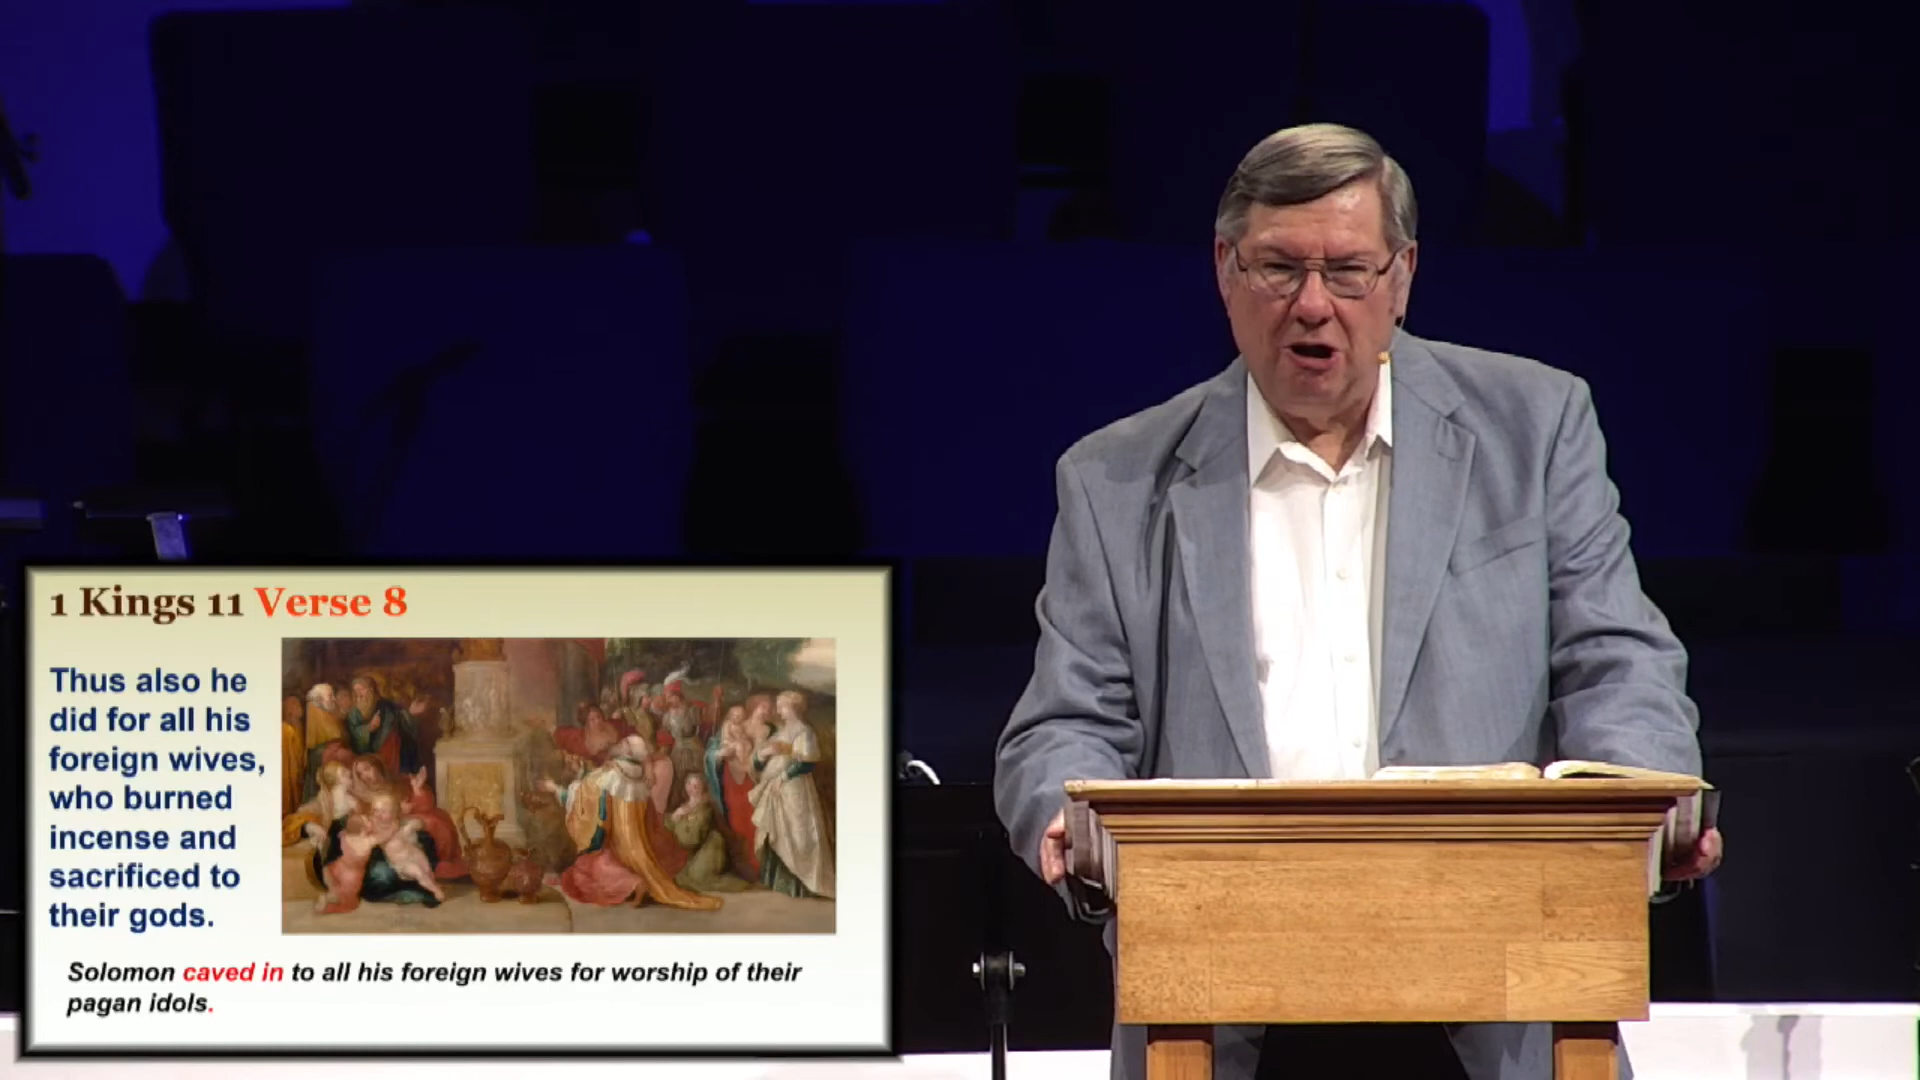 1 Kings 11 Verse 8
Thus also he
did for all his
foreign wives,
who burned
incense and
sacrificed to
their gods.
Solomon caved in to all his foreign wives for worship of their
pagan idols.